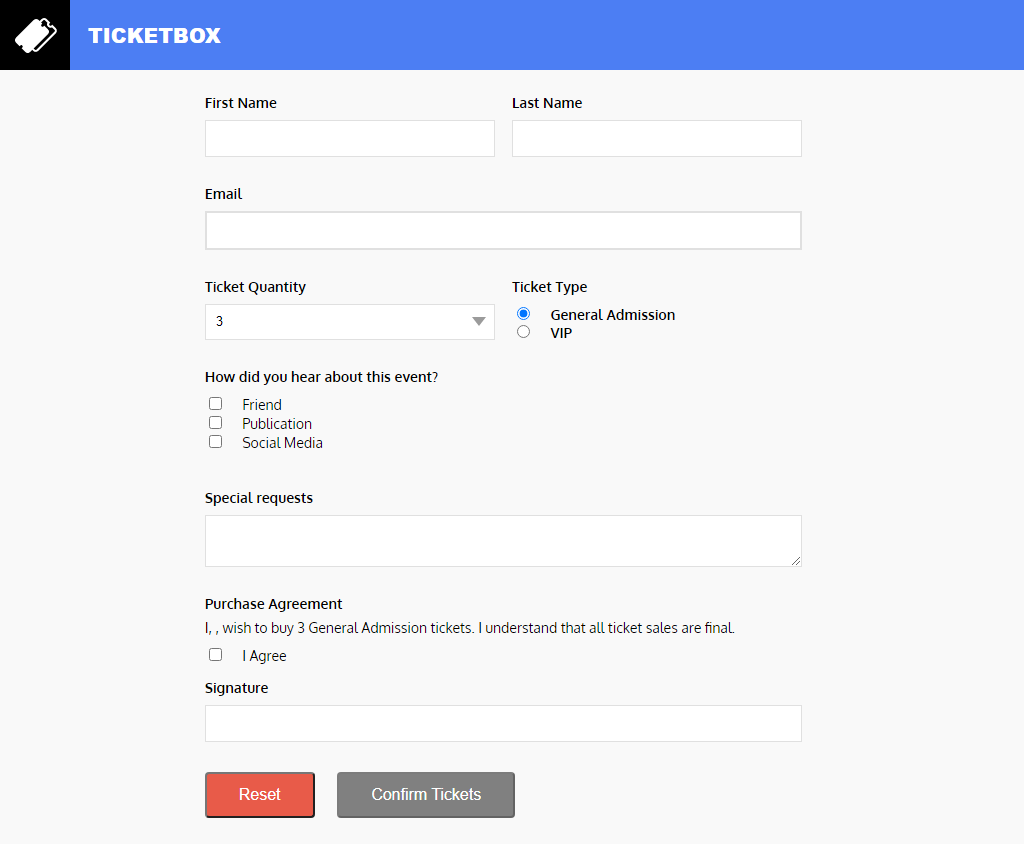 TICKETBOX
First Name Last Name
Email
Ticket Quantity Ticket Type
3 General Admission
VIP
How did you hear about this event?
Friend
Publication
Social Media
Special requests
Purchase Agreement
I, , wish to buy 3 General Admission tickets. I understand that all ticket sales are final.
I Agree
Signature
Reset Confirm Tickets